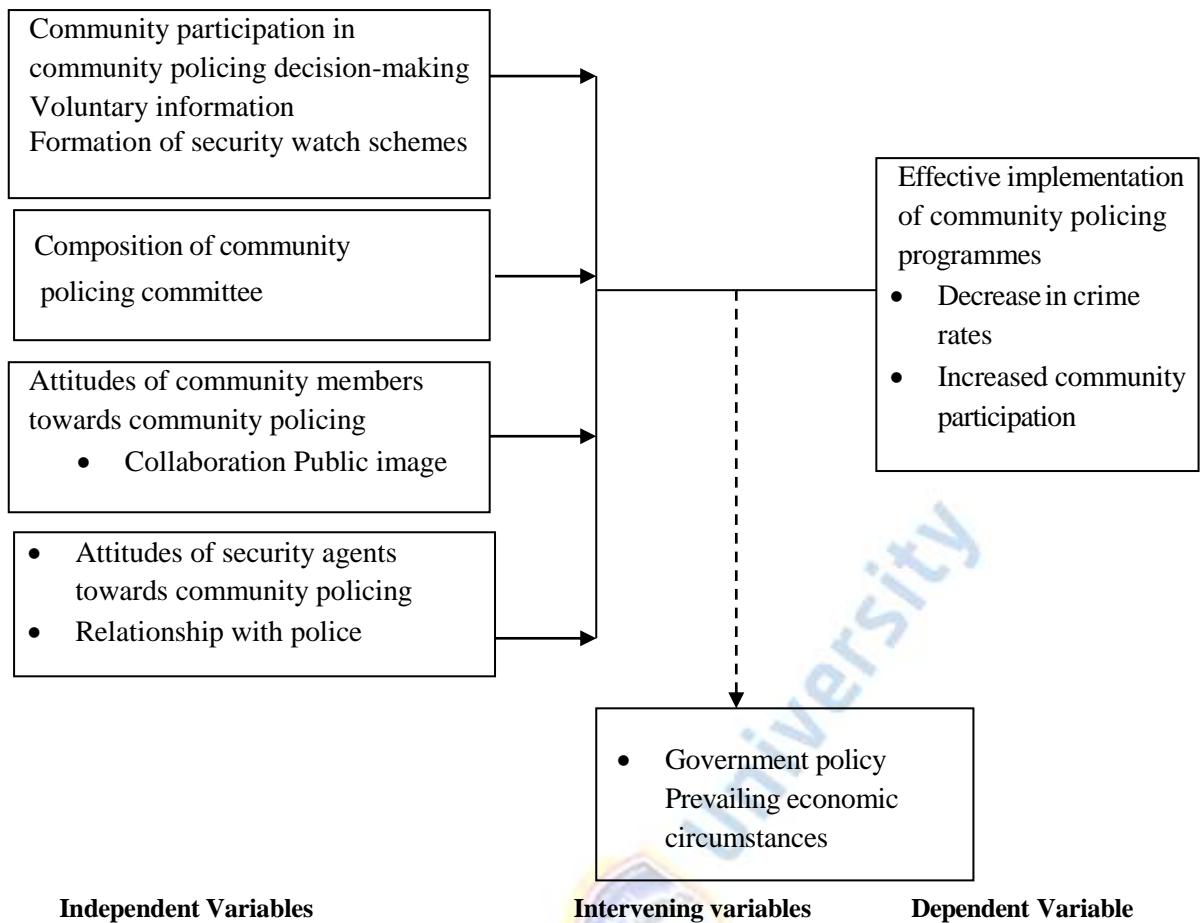 Community participation in
community policing decision-making
Voluntary information
Formation of security watch schemes
Composition of community
policing committee
Attitudes of community members
towards community policing
• Collaboration Public image
• Attitudes of security agents
towards community policing
• Relationship with police
Effective implementation
of community policing
programmes
• Decrease in crime
rates
• Increased community
participation
• Government policy
Prevailing economic
circumstances
University
Independent Variables
Intervening variables
Dependent Variable